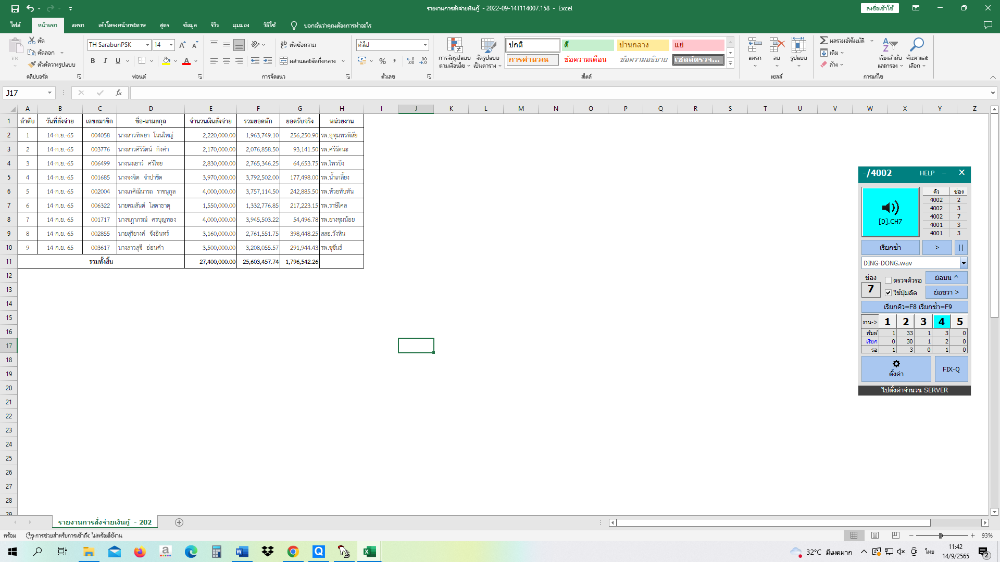 รายงานการสั่งจ่ายเงินกู้ - 2022-09-14T114007.158 - Excel
ลงชื่อเข้าใช้
ไฟล์ หน้าแรก แทรก เค้าโครงหน้ากระดาษ สูตร ข้อมูล รีวิว มุมมอง วิธีใช้ บอกฉันว่าคุณต้องการทำอะไร
วาง
ตัด
คัดลอก
ตัวคัดวางรูปแบบ
คลิปบอร์ด
TH SarabunPSK 14
B I U
ฟอนต์
ตัดข้อความ
ผสานและจัดกึ่งกลาง
การจัดแนว
ทั่วไป
ตัวเลข
การจัดรูปแบบ
ตามเงื่อนไข
จัดรูปแบบ
เป็นตาราง
ปกติ ดี ปานกลาง แย่
การคำนวณ ข้อความเตือน ข้อความอธิบาย เซลล์ตรวจ...
สไตล์
แทรก ลบ รูปแบบ
เซลล์
ผลรวมอัตโนมัติ
เติม
ล้าง
เรียงลำดับ
และกรอง
ค้นหาและ
เลือก
การแก้ไข
J17
fx
A B C D E F G H I J K L M N O P Q R S T U V W X Y Z
1 ลำดับ วันที่สั่งจ่าย เลขสมาชิก ชื่อ-นามสกุล จำนวนเงินสั่งจ่าย รวมยอดหัก ยอดรับจริง หน่วยงาน
2 1 14 ก.ย. 65 004058 นางสาวทิพยา โนนใหญ่ 2,220,000.00 1,963,749.10 256,250.90 รพ.อุทุมพรพิสัย
3 2 14 ก.ย. 65 003776 นางสาวศิริรัตน์ กิ่งคำ 2,170,000.00 2,076,858.50 93,141.50 รพ.ศรีรัตนะ
4 3 14 ก.ย. 65 006499 นางนงเยาว์ ศรีไชย 2,830,000.00 2,765,346.25 64,653.75 รพ.ไพรบึง
5 4 14 ก.ย. 65 001685 นางจงจิต จำปาขีด 3,970,000.00 3,792,502.00 177,498.00 รพ.น้ำเกลี้ยง
6 5 14 ก.ย. 65 002004 นางเกศิณีนารถ ราชนุกูล 4,000,000.00 3,757,114.50 242,885.50 รพ.ห้วยทับทัน
7 6 14 ก.ย. 65 006322 นายคมสันต์ โสดาธาตุ 1,550,000.00 1,332,776.85 217,223.15 รพ.ราษีไศล
8 7 14 ก.ย. 65 001717 นางชฎาภรณ์ ศรบุญทอง 4,000,000.00 3,945,503.22 54,496.78 รพ.ยางชุมน้อย
9 8 14 ก.ย. 65 002855 นายสุริยางค์ จังอินทร์ 3,160,000.00 2,761,551.75 398,448.25 สสอ.วังหิน
10 9 14 ก.ย. 65 003617 นางสาวสุจี อ่อนคำ 3,500,000.00 3,208,055.57 291,944.43 รพ.ขุขันธ์
11 รวมทั้งสิ้น 27,400,000.00 25,603,457.74 1,796,542.26
12
13
14
15
16
17
18
19
20
21
22
23
24
25
26
27
28
29
-/4002 HELP
[D].CH7
คิว ช่อง
4002 2
4002 3
4002 7
4001 3
4001 3
เรียกซ้ำ > ||
DING-DONG.wav
ช่อง
7
ตรวจคิวรอ
ใช้ปุ่มลัด
ย่อบน ^
ย่อขวา >
เรียกคิว=F8 เรียกซ้ำ=F9
งาน-> 1 2 3 4 5
พิมพ์ 1 33 1 3 0
เรียก 0 30 1 2 0
รอ 1 3 0 1 0
ตั้งค่า
FIX-Q
ไปตั้งค่าจำนวน SERVER
รายงานการสั่งจ่ายเงินกู้ - 202
พร้อม การช่วยสำหรับการเข้าถึง: ไม่พร้อมใช้งาน
93%
32°C มีเมฆมาก
ไทย
11:42
14/9/2565
2